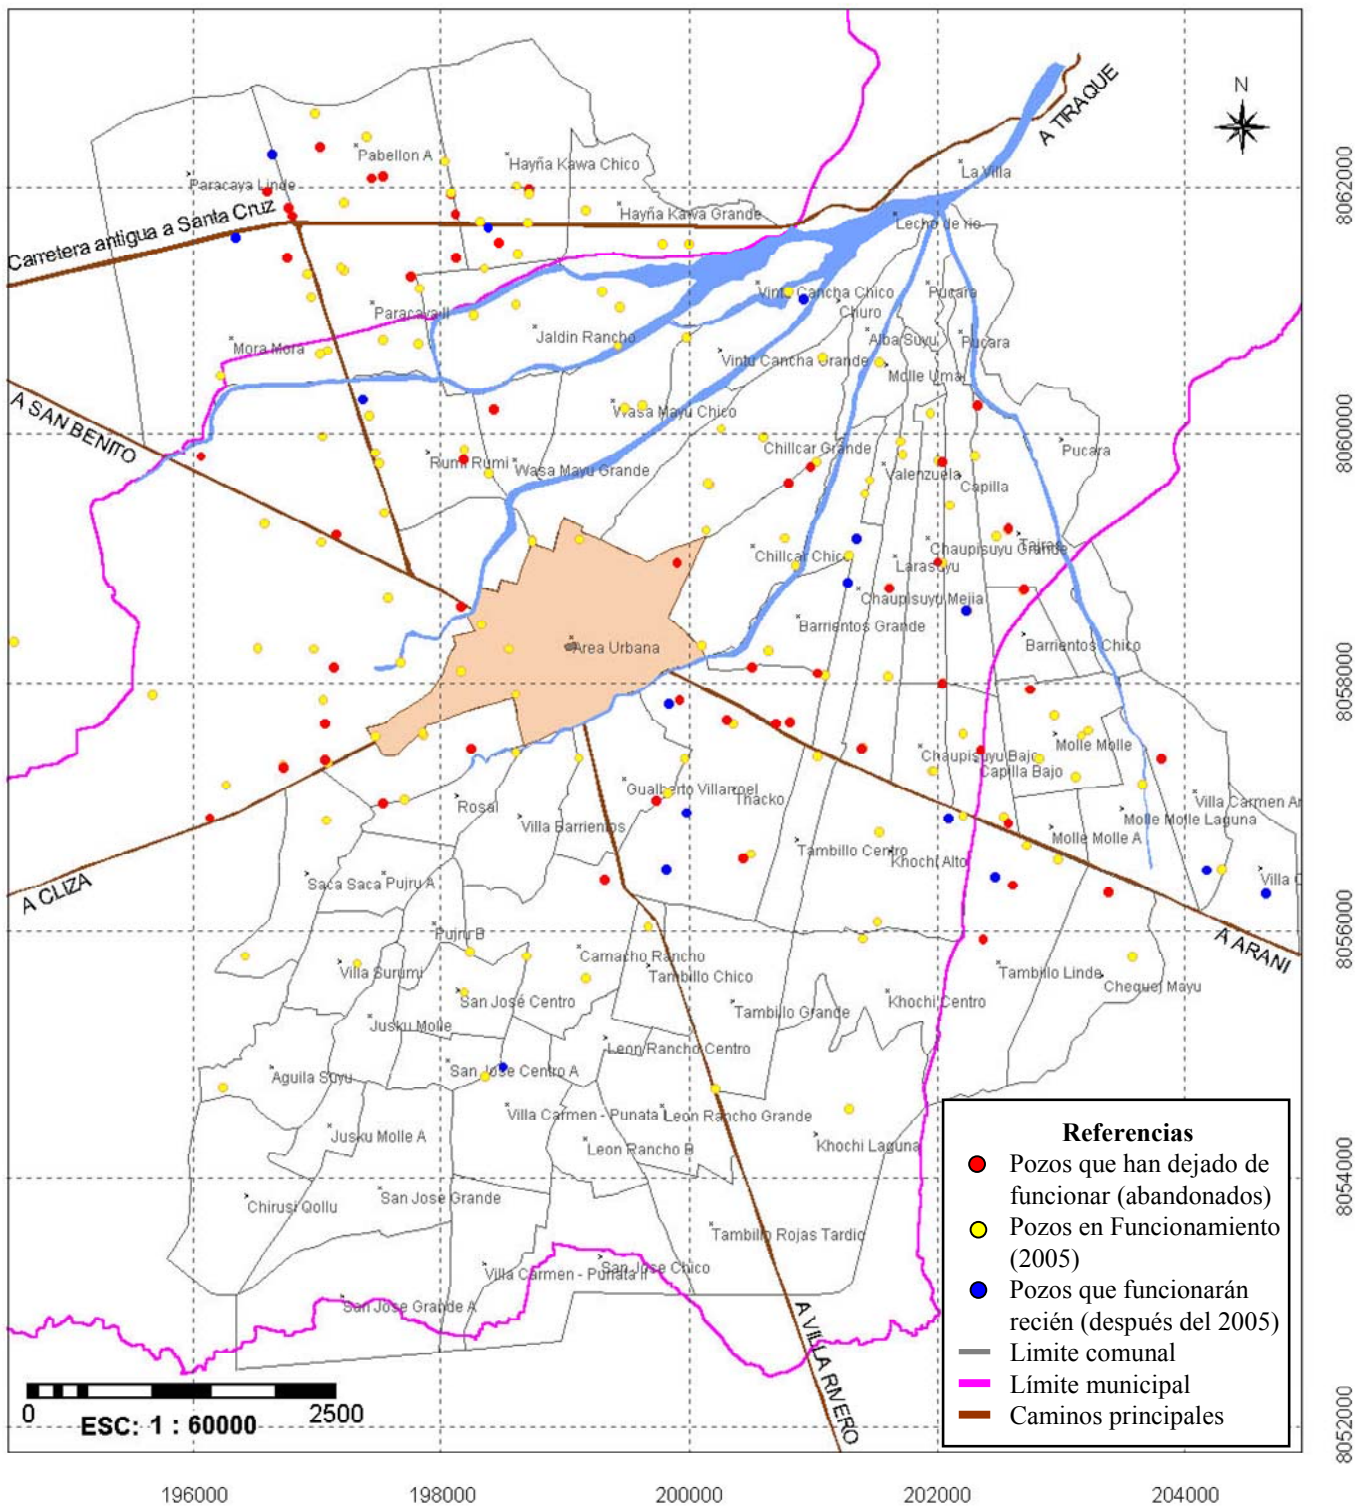 A TIRAQUE
N
Pabellon A
Hayña Kawa Chico
La Villa
Paracaya Linde
8062000
Hayña Kawa Grande
Carretera antigua a Santa Cruz
Lecho de rio
Vintu Cancha Chico
Pucara
Paracaya II
Churo
Jaldin Rancho
Alba Suyu
Pucara
Mora Mora
Vintu Cancha Grande
Molle Uma
A SAN BENITO
Wasa Mayu Chico
8060000
Chillcar Grande
Pucara
Rumi Rumi
Wasa Mayu Grande
Valenzuela
Capilla
Chillcar Chico
Chaupisuyu Grande
Tajras
Larasuyu
Chaupisuyu Mejia
Barrientos Grande
Area Urbana
Barrientos Chico
8058000
Molle Molle
Chaupisuyu Bajo
Capilla Bajo
Gualberto Villarroel
Thacko
Villa Carmen Ar
Rosal
Molle Molle Laguna
Villa Barrientos
Molle Molle A
Tambillo Centro
Khochi Alto
Saca Saca
Pujru A
Villa C
A CLIZA
Pujru B
8056000
A ARANI
Camacho Rancho
Villa Surumi
Tambillo Chico
Tambillo Linde
Chequej Mayu
San José Centro
Khochi Centro
Tambillo Grande
Jusku Molle
Leon Rancho Centro
San Jose Centro A
Aguila Suyu
Villa Carmen - Punata I
Leon Rancho Grande
Jusku Molle A
Khochi Laguna
Leon Rancho B
San Jose Grande
Chirusi Qollu
8054000
Tambillo Rojas Tardio
San Jose Chico
Villa Carmen - Punata II
San Jose Grande A
A VILLA RIVERO
Referencias
Pozos que han dejado de
funcionar (abandonados)
Pozos en Funcionamiento
(2005)
Pozos que funcionarán
recién (después del 2005)
Limite comunal
Límite municipal
Caminos principales
0 2500
ESC: 1 : 60000
8052000
196000 198000 200000 202000 204000